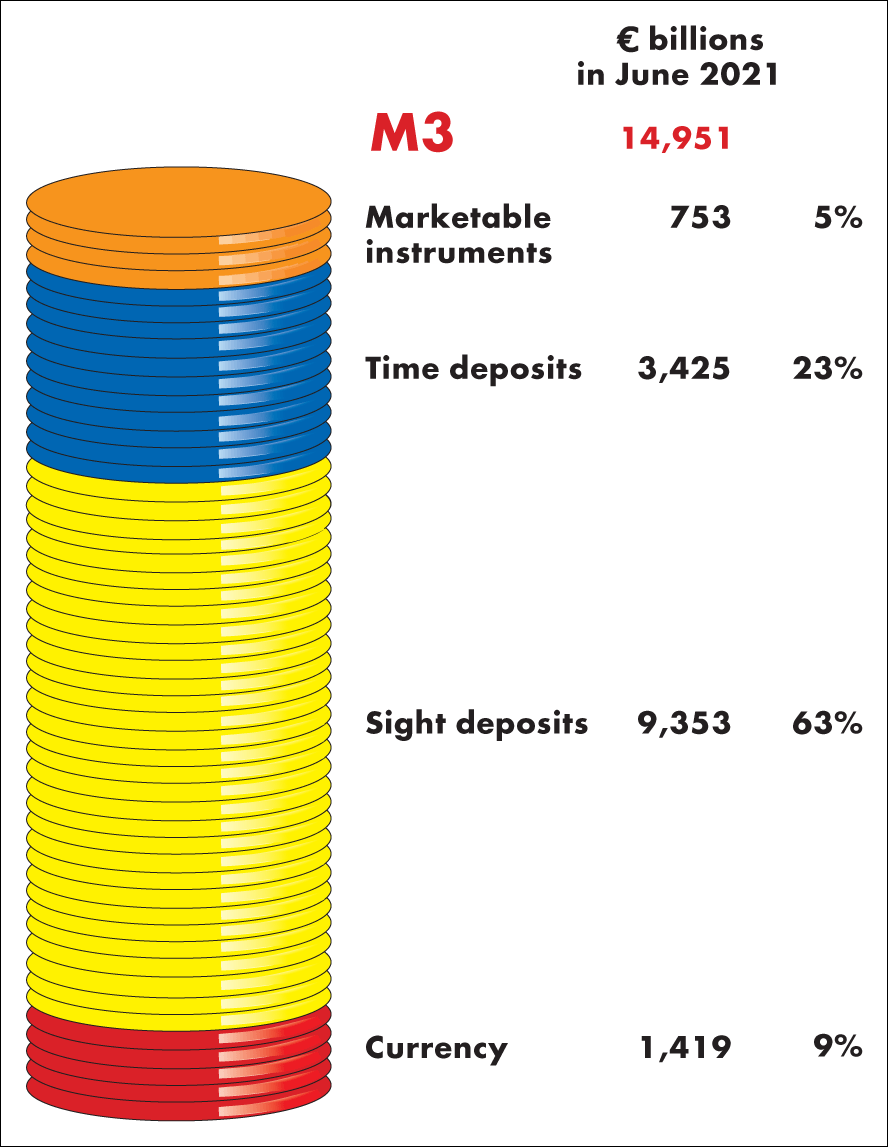 € billions
in June 2021
M3 14,951
Marketable 753 5%
instruments
Time deposits 3,425 23%
Sight deposits 9,353 63%
Currency 1,419 9%